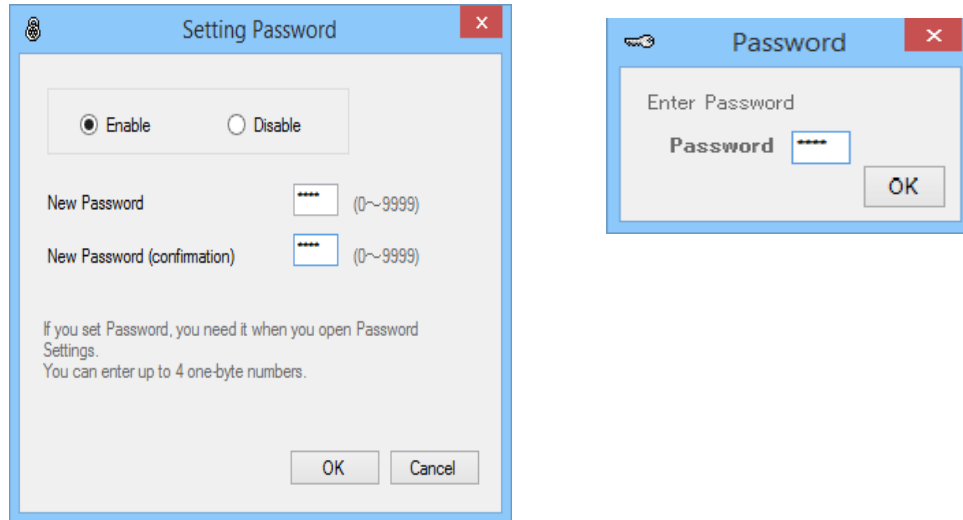 Setting Password
Enable
Disable
New Password **** (0～9999)
New Password (confirmation) **** (0～9999)
If you set Password, you need it when you open Password
Settings.
You can enter up to 4 one-byte numbers.
OK
Cancel
Password
Enter Password
Password ****
OK